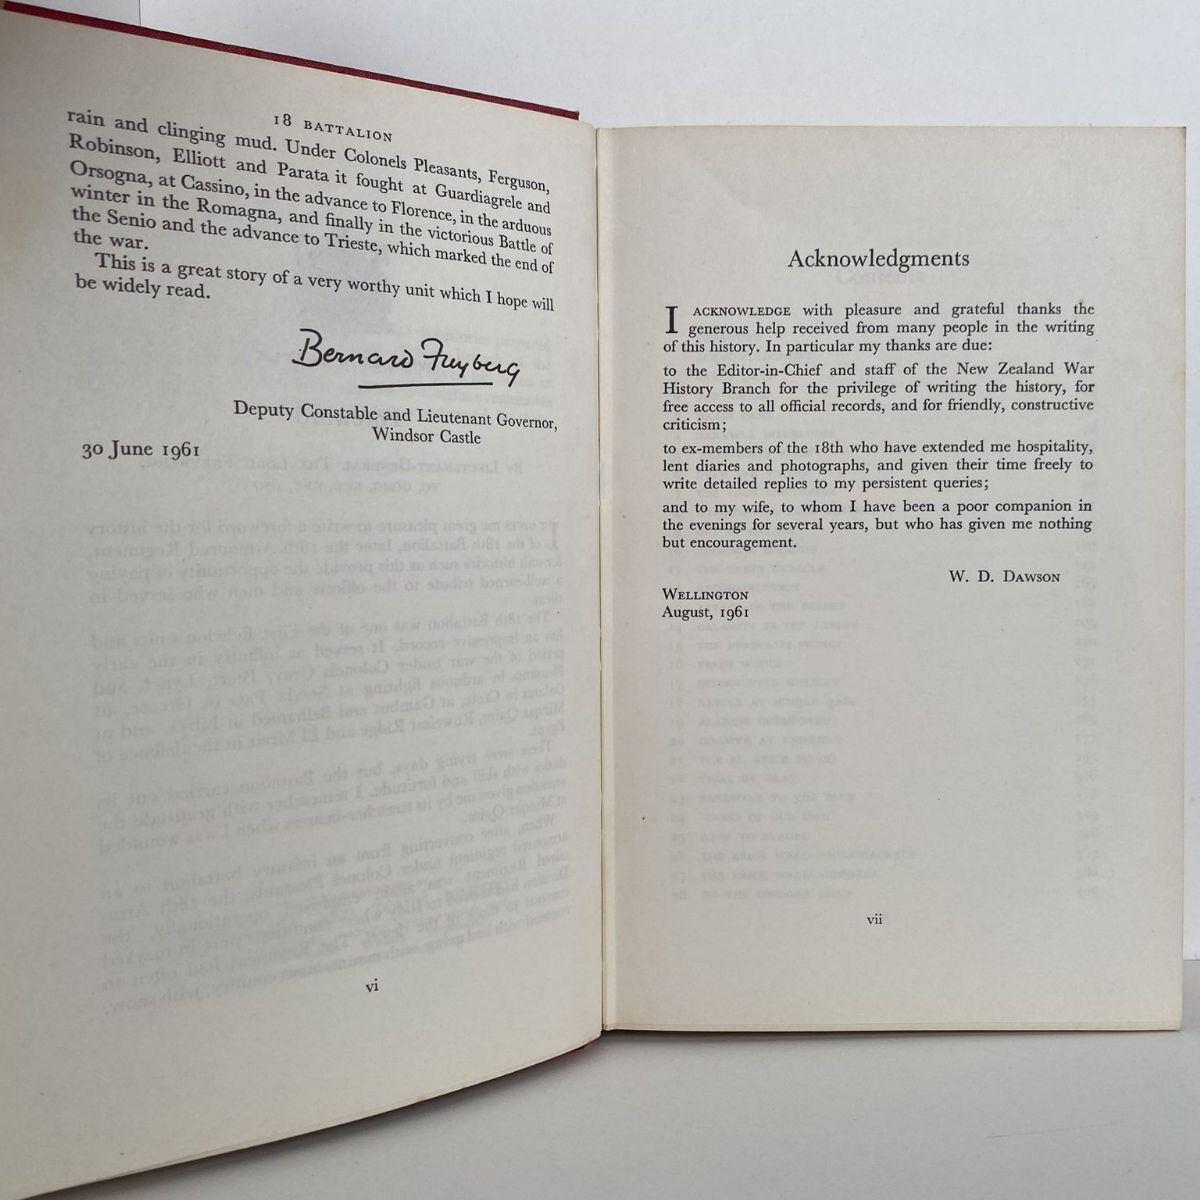 18 BATTALION
rain and clinging mud. Under Colonels Pleasants, Ferguson,
Robinson, Elliott and Parata it fought at Guardiagrele and
Orsogna, at Cassino, in the advance to Florence, in the arduous
winter in the Romagna, and finally in the victorious Battle of
the Senio and the advance to Trieste, which marked the end of
the war.
This is a great story of a very worthy unit which I hope will
be widely read.
Bernard Freyberg
Deputy Constable and Lieutenant Governor,
Windsor Castle
30 June 1961
vi
Acknowledgments
I ACKNOWLEDGE with pleasure and grateful thanks the
generous help received from many people in the writing
of this history. In particular my thanks are due:
to the Editor-in-Chief and staff of the New Zealand War
History Branch for the privilege of writing the history, for
free access to all official records, and for friendly, constructive
criticism;
to ex-members of the 18th who have extended me hospitality,
lent diaries and photographs, and given their time freely to
write detailed replies to my persistent queries;
and to my wife, to whom I have been a poor companion in
the evenings for several years, but who has given me nothing
but encouragement.
W. D. DAWSON
WELLINGTON
August, 1961
vii